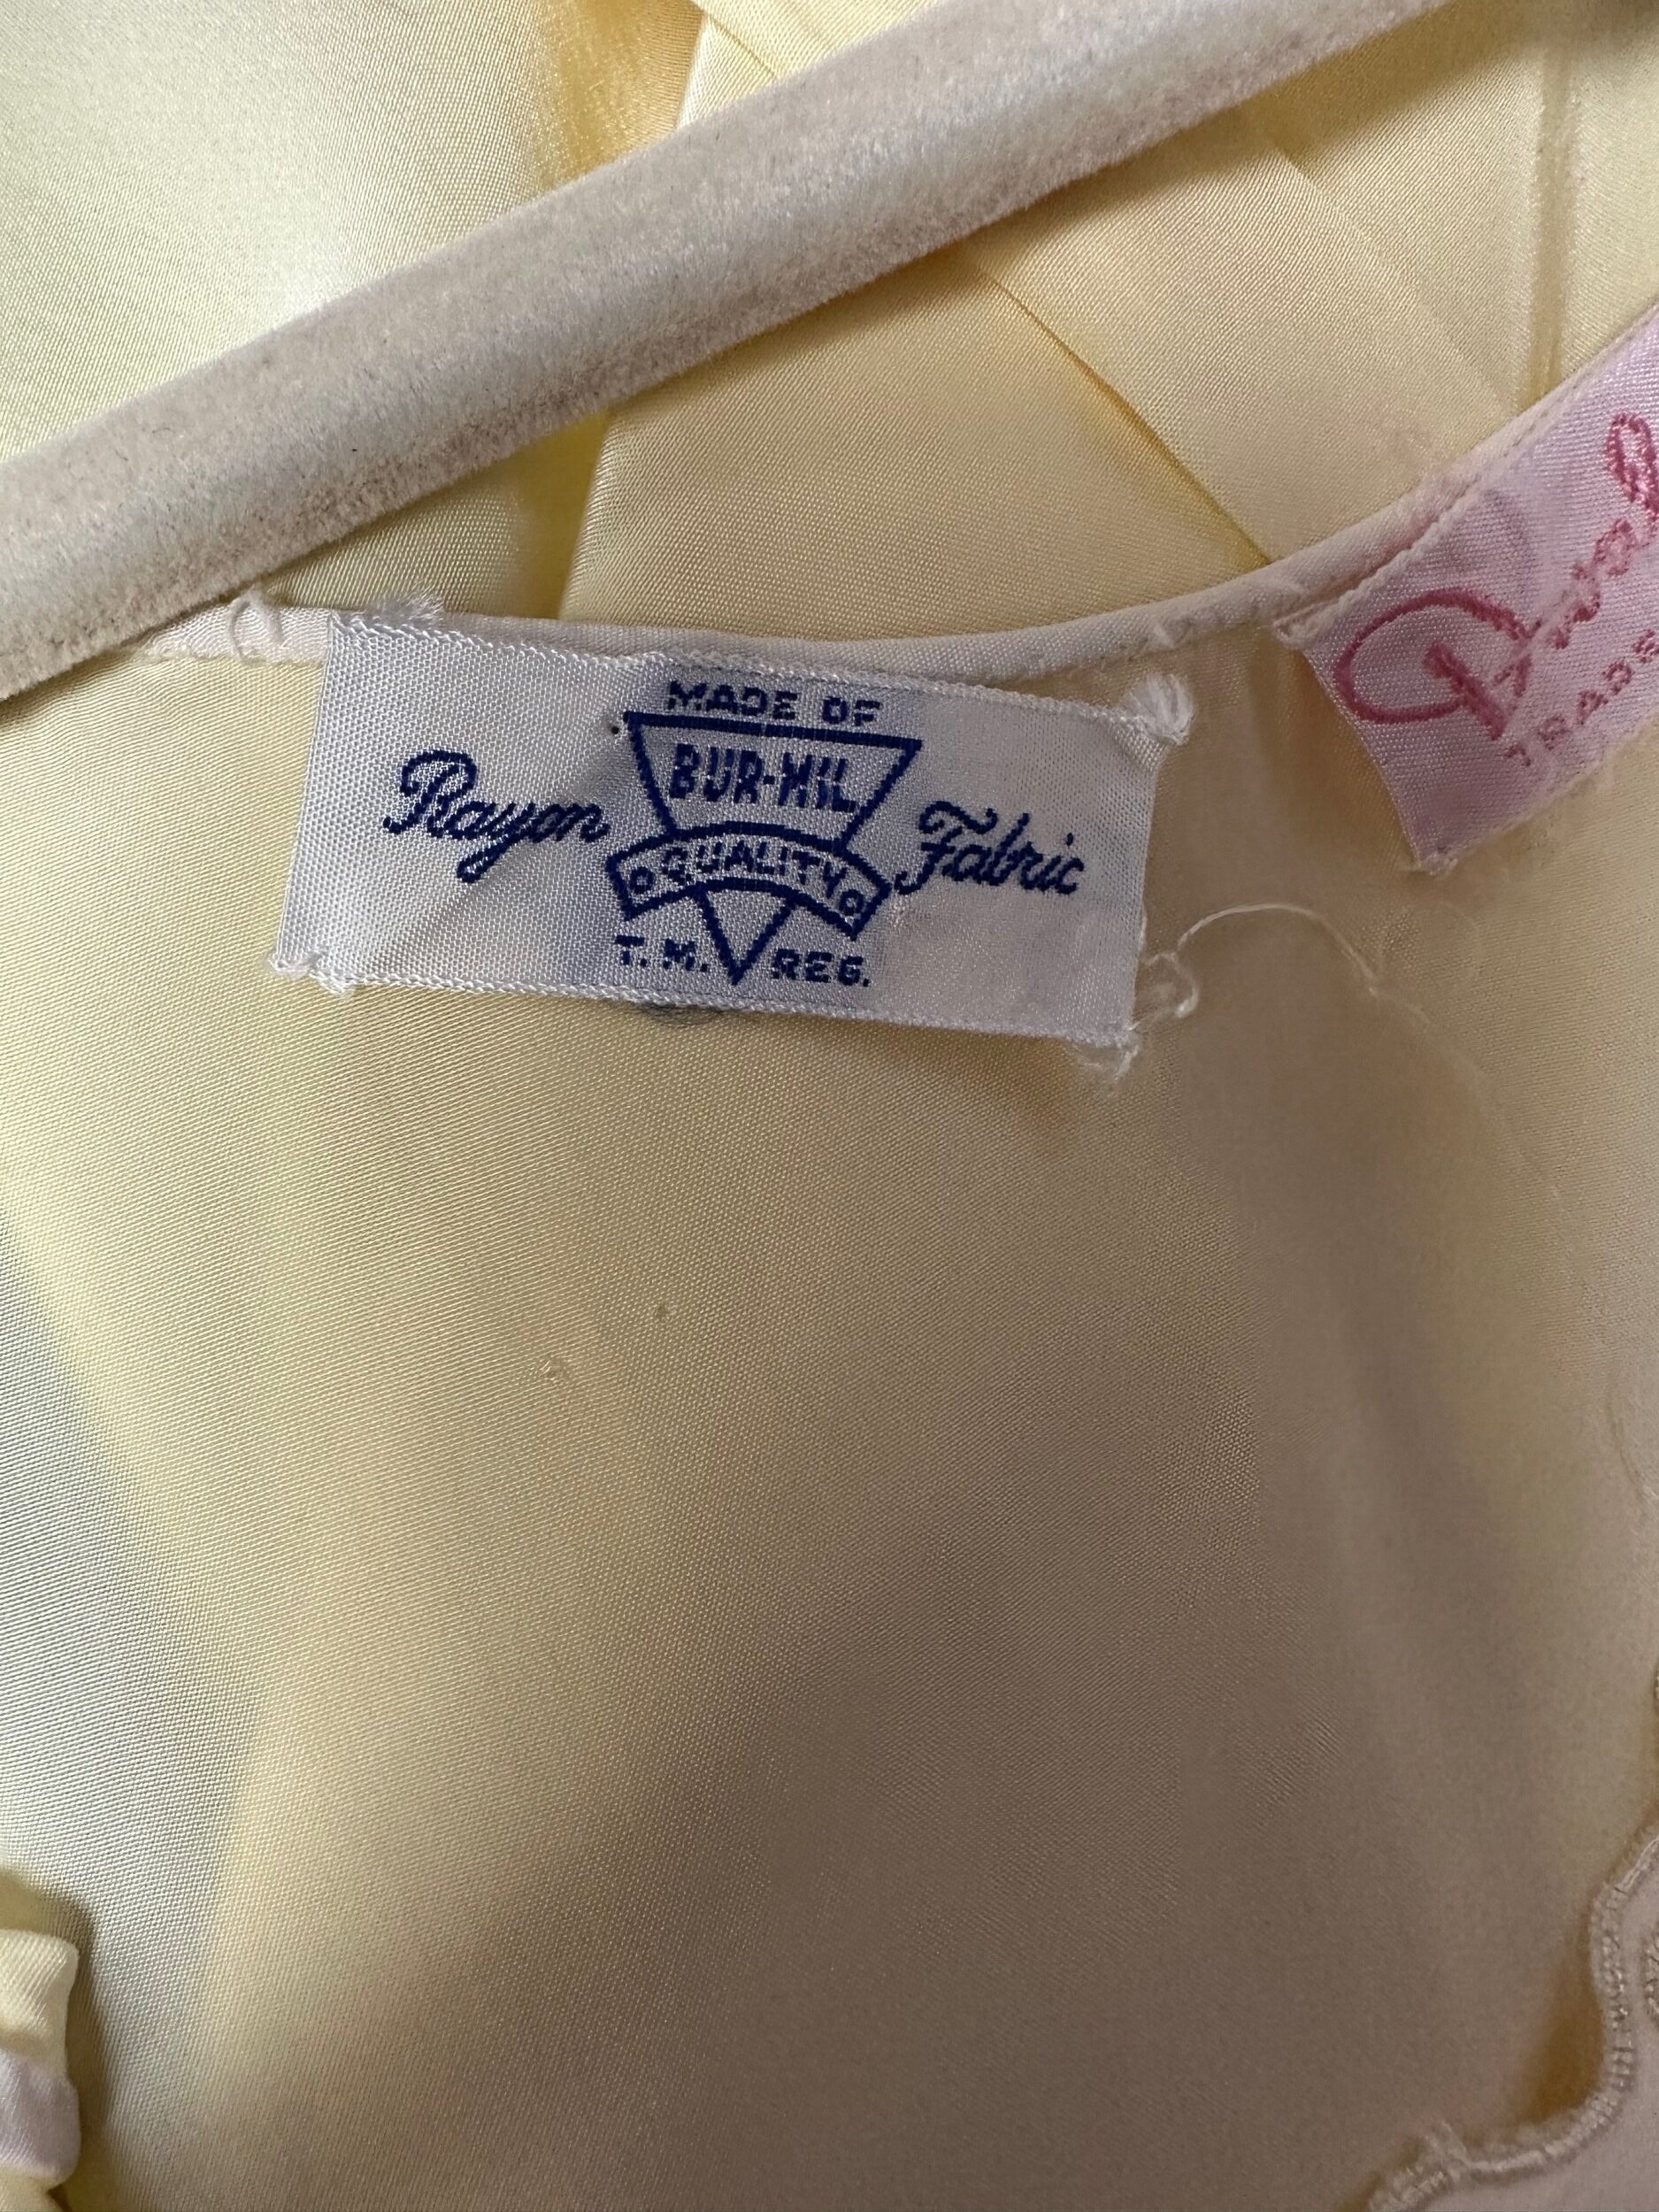 MADE OF
BUR-MIL
Rayon Fabric
QUALITY
T.M. REG.